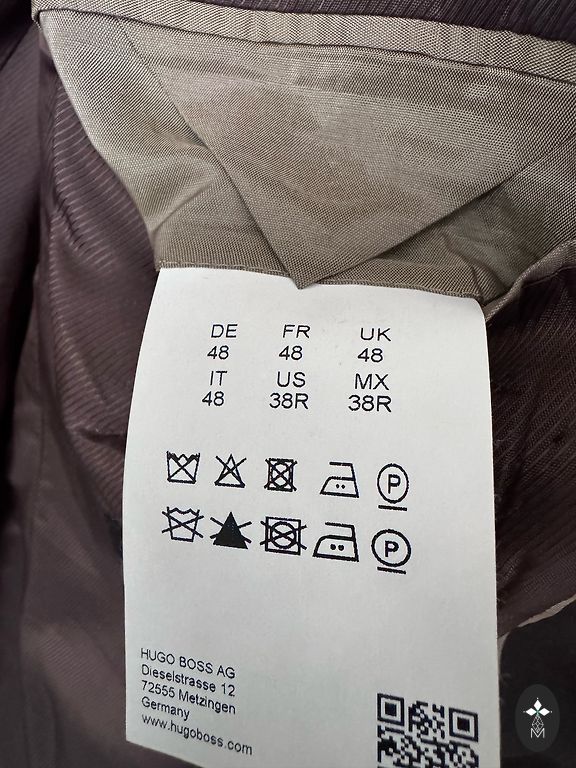 DE FR UK
48 48 48
IT US MX
48 38R 38R
P
P
HUGO BOSS AG
Dieselstrasse 12
72555 Metzingen
Germany
www.hugoboss.com
M